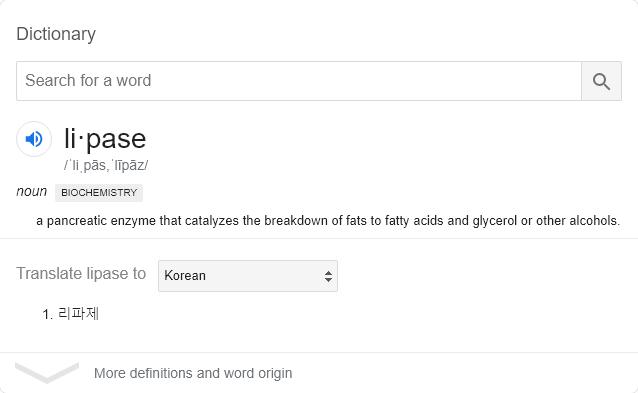 Dictionary
Search for a word
li·pase
/ˈliˌpās,ˈlīpāz/
noun BIOCHEMISTRY
a pancreatic enzyme that catalyzes the breakdown of fats to fatty acids and glycerol or other alcohols.
Translate lipase to Korean
1. 리파제
More definitions and word origin